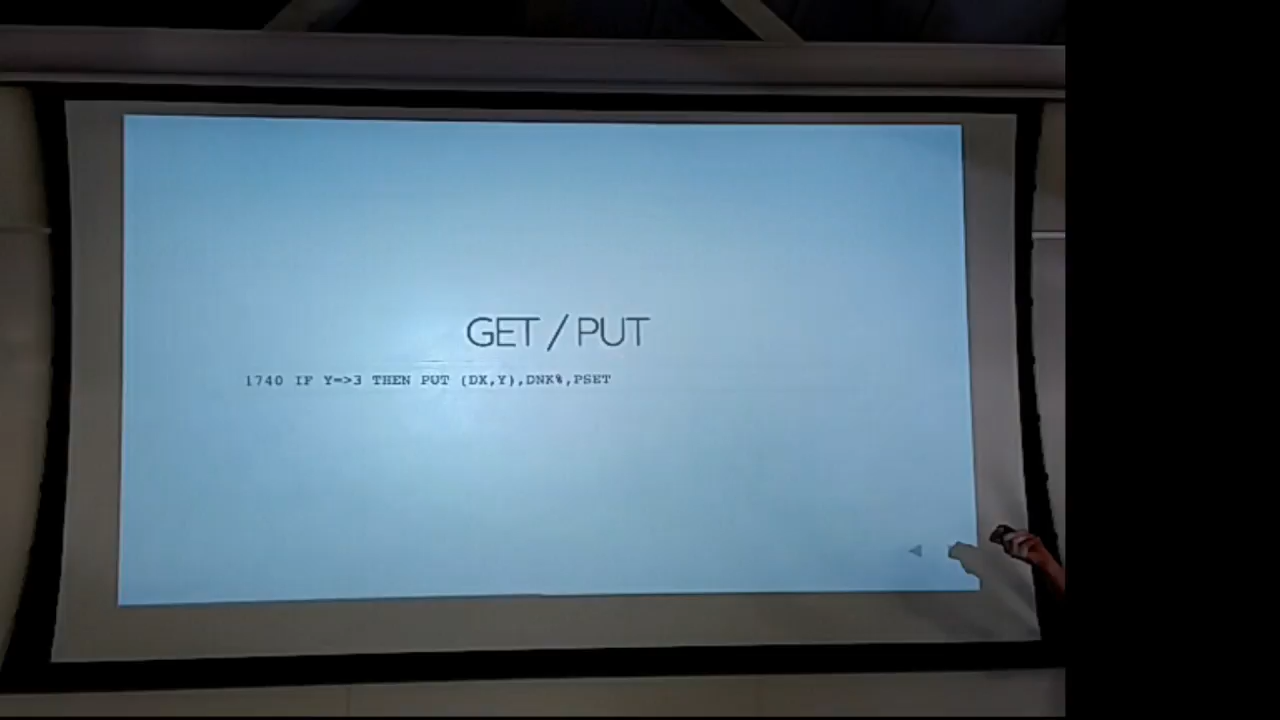 GET / PUT
1740 IF Y=>3 THEN PUT (DX,Y),DNK%,PSET